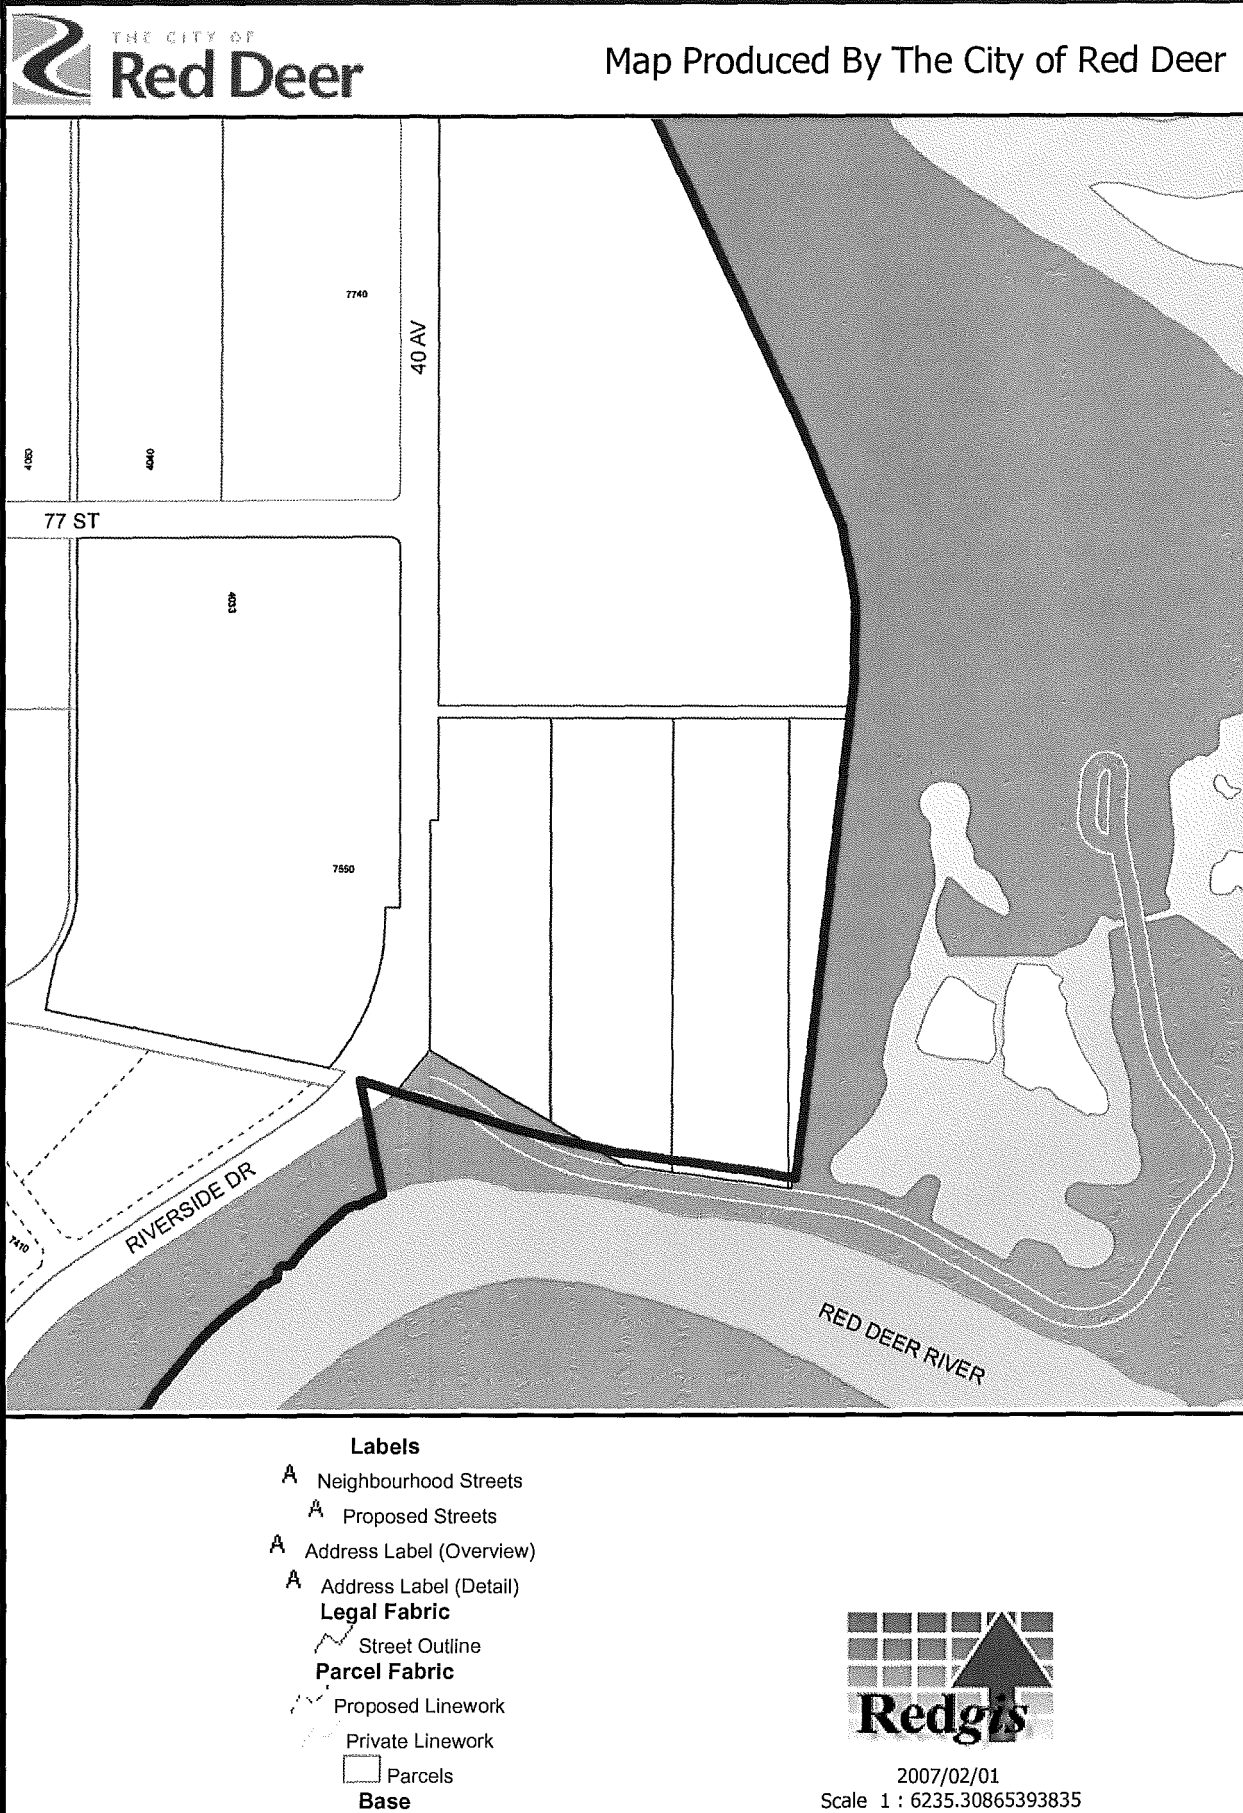 THE CITY OF
Red Deer
Map Produced By The City of Red Deer
7740
40 AV
4063
4040
77 ST
4033
7550
RIVERSIDE DR
7410
RED DEER RIVER
Labels
A Neighbourhood Streets
A Proposed Streets
A Address Label (Overview)
A Address Label (Detail)
Legal Fabric
Street Outline
Parcel Fabric
Proposed Linework
Private Linework
Parcels
Base
Redgis
2007/02/01
Scale 1 : 6235.30865393835